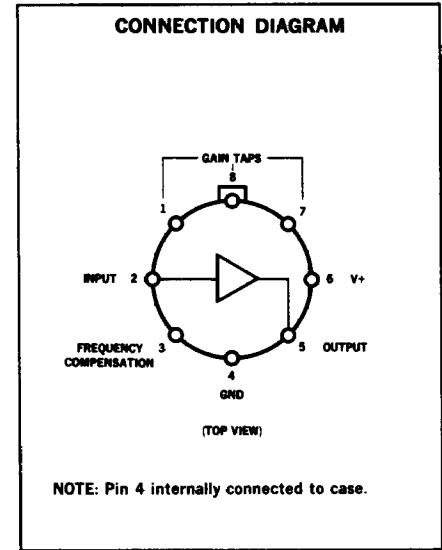 CONNECTION DIAGRAM
GAIN TAPS
8
1
7
INPUT 2
6 V+
FREQUENCY
COMPENSATION
3
5 OUTPUT
4
GND
(TOP VIEW)
NOTE: Pin 4 internally connected to case.